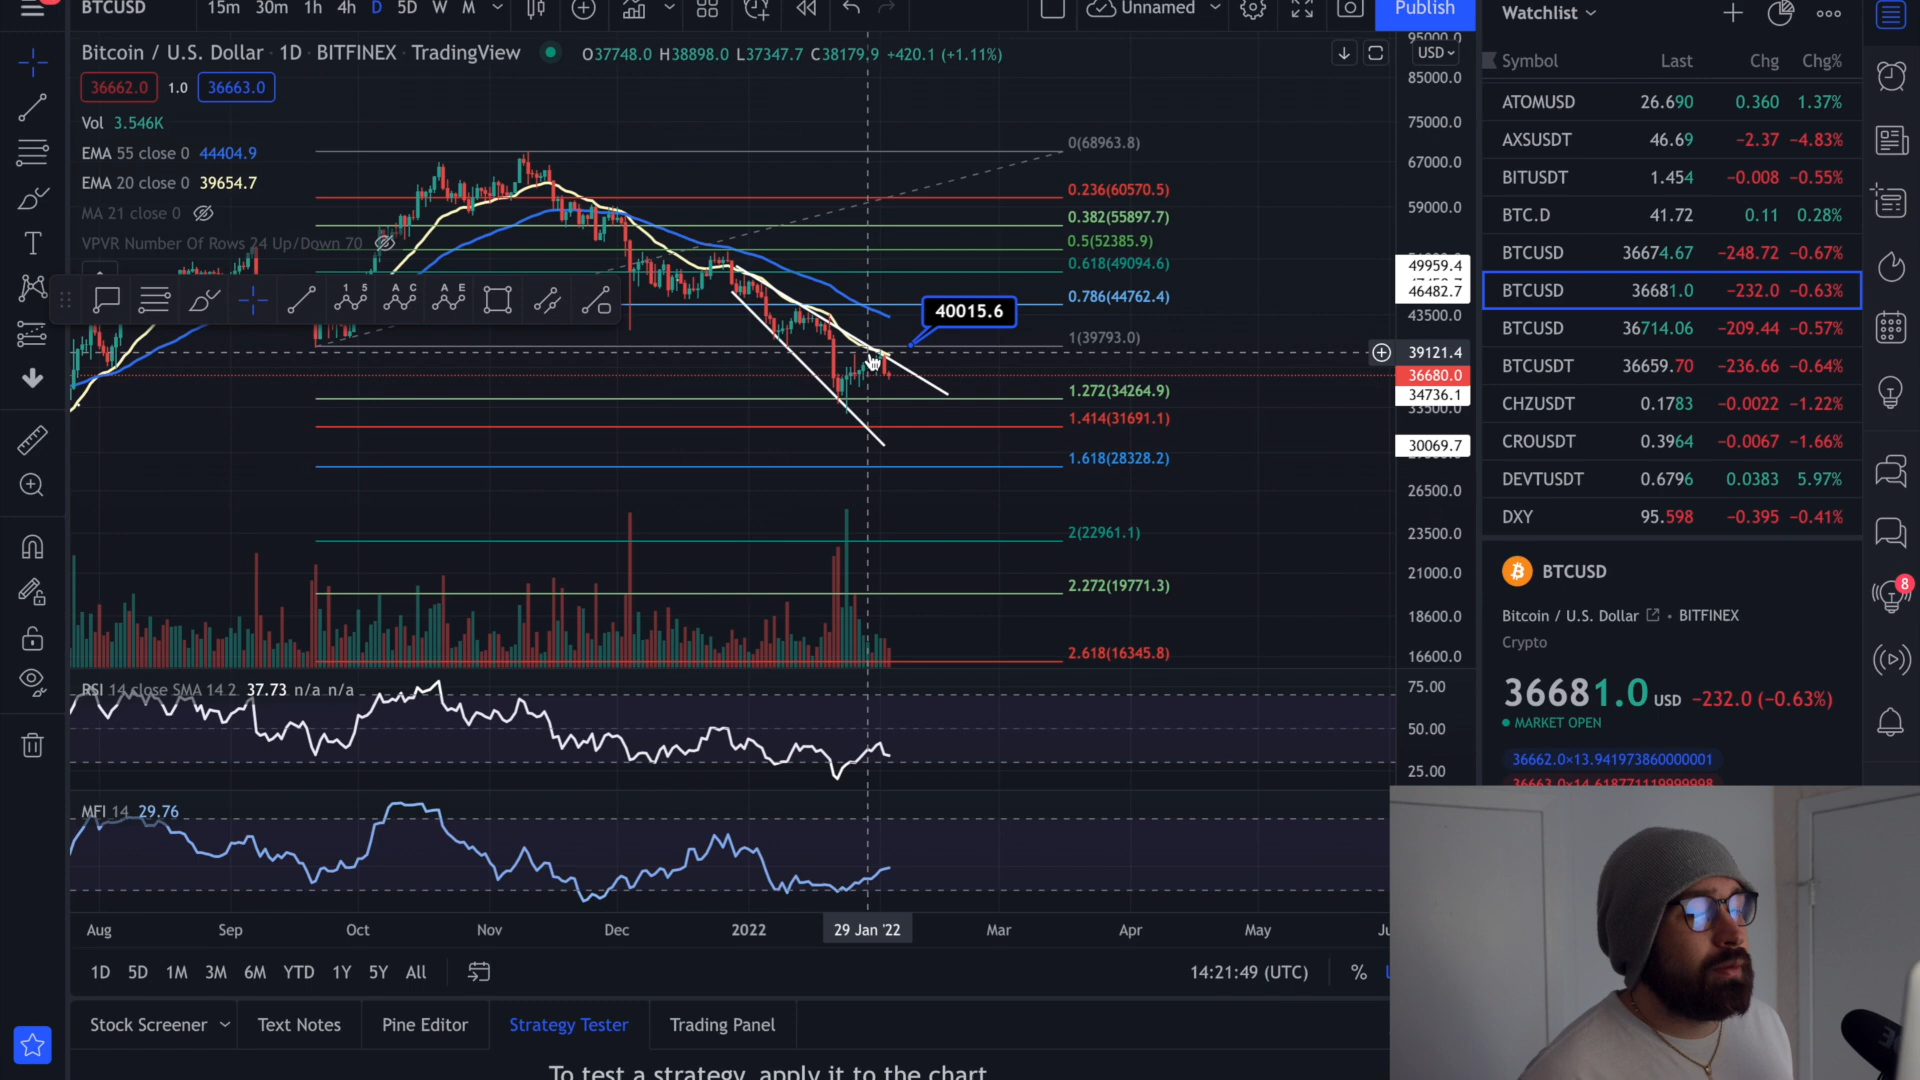 BTCUSD 15m 30m 1h 4h D 5D W M Unnamed Publish
Bitcoin / U.S. Dollar · 1D · BITFINEX · TradingView O37748.0 H38898.0 L37347.7 C38179.9 +420.1 (+1.11%)
36662.0 1.0 36663.0
Vol 3.546K
EMA 55 close 0 44404.9
EMA 20 close 0 39654.7
MA 21 close 0
VPVR Number Of Rows 24 Up/Down 70
1 5
A C
A E
0(68963.8)
0.236(60570.5)
0.382(55897.7)
0.5(52385.9)
0.618(49094.6)
0.786(44762.4)
40015.6
1(39793.0)
1.272(34264.9)
1.414(31691.1)
1.618(28328.2)
2(22961.1)
2.272(19771.3)
2.618(16345.8)
95000.0
USD
85000.0
75000.0
67000.0
59000.0
49959.4
46482.7
43500.0
39121.4
36680.0
34736.1
33500.0
30069.7
26500.0
23500.0
21000.0
18600.0
16600.0
RSI 14 close SMA 14 2 37.73 n/a n/a
75.00
50.00
25.00
MFI 14 29.76
Aug Sep Oct Nov Dec 2022 29 Jan '22 Mar Apr May
1D 5D 1M 3M 6M YTD 1Y 5Y All 14:21:49 (UTC) %
Stock Screener Text Notes Pine Editor Strategy Tester Trading Panel
To test a strategy, apply it to the chart
Watchlist
Symbol Last Chg Chg%
ATOMUSD 26.690 0.360 1.37%
AXSUSDT 46.69 −2.37 −4.83%
BITUSDT 1.454 −0.008 −0.55%
BTC.D 41.72 0.11 0.28%
BTCUSD 36674.67 −248.72 −0.67%
BTCUSD 36681.0 −232.0 −0.63%
BTCUSD 36714.06 −209.44 −0.57%
BTCUSDT 36659.70 −236.66 −0.64%
CHZUSDT 0.1783 −0.0022 −1.22%
CROUSDT 0.3964 −0.0067 −1.66%
DEVTUSDT 0.6796 0.0383 5.97%
DXY 95.598 −0.395 −0.41%
BTCUSD
Bitcoin / U.S. Dollar • BITFINEX
Crypto
36681.0 USD −232.0 (−0.63%)
MARKET OPEN
36662.0×13.941973860000001
36663.0×14.618771119999998
8